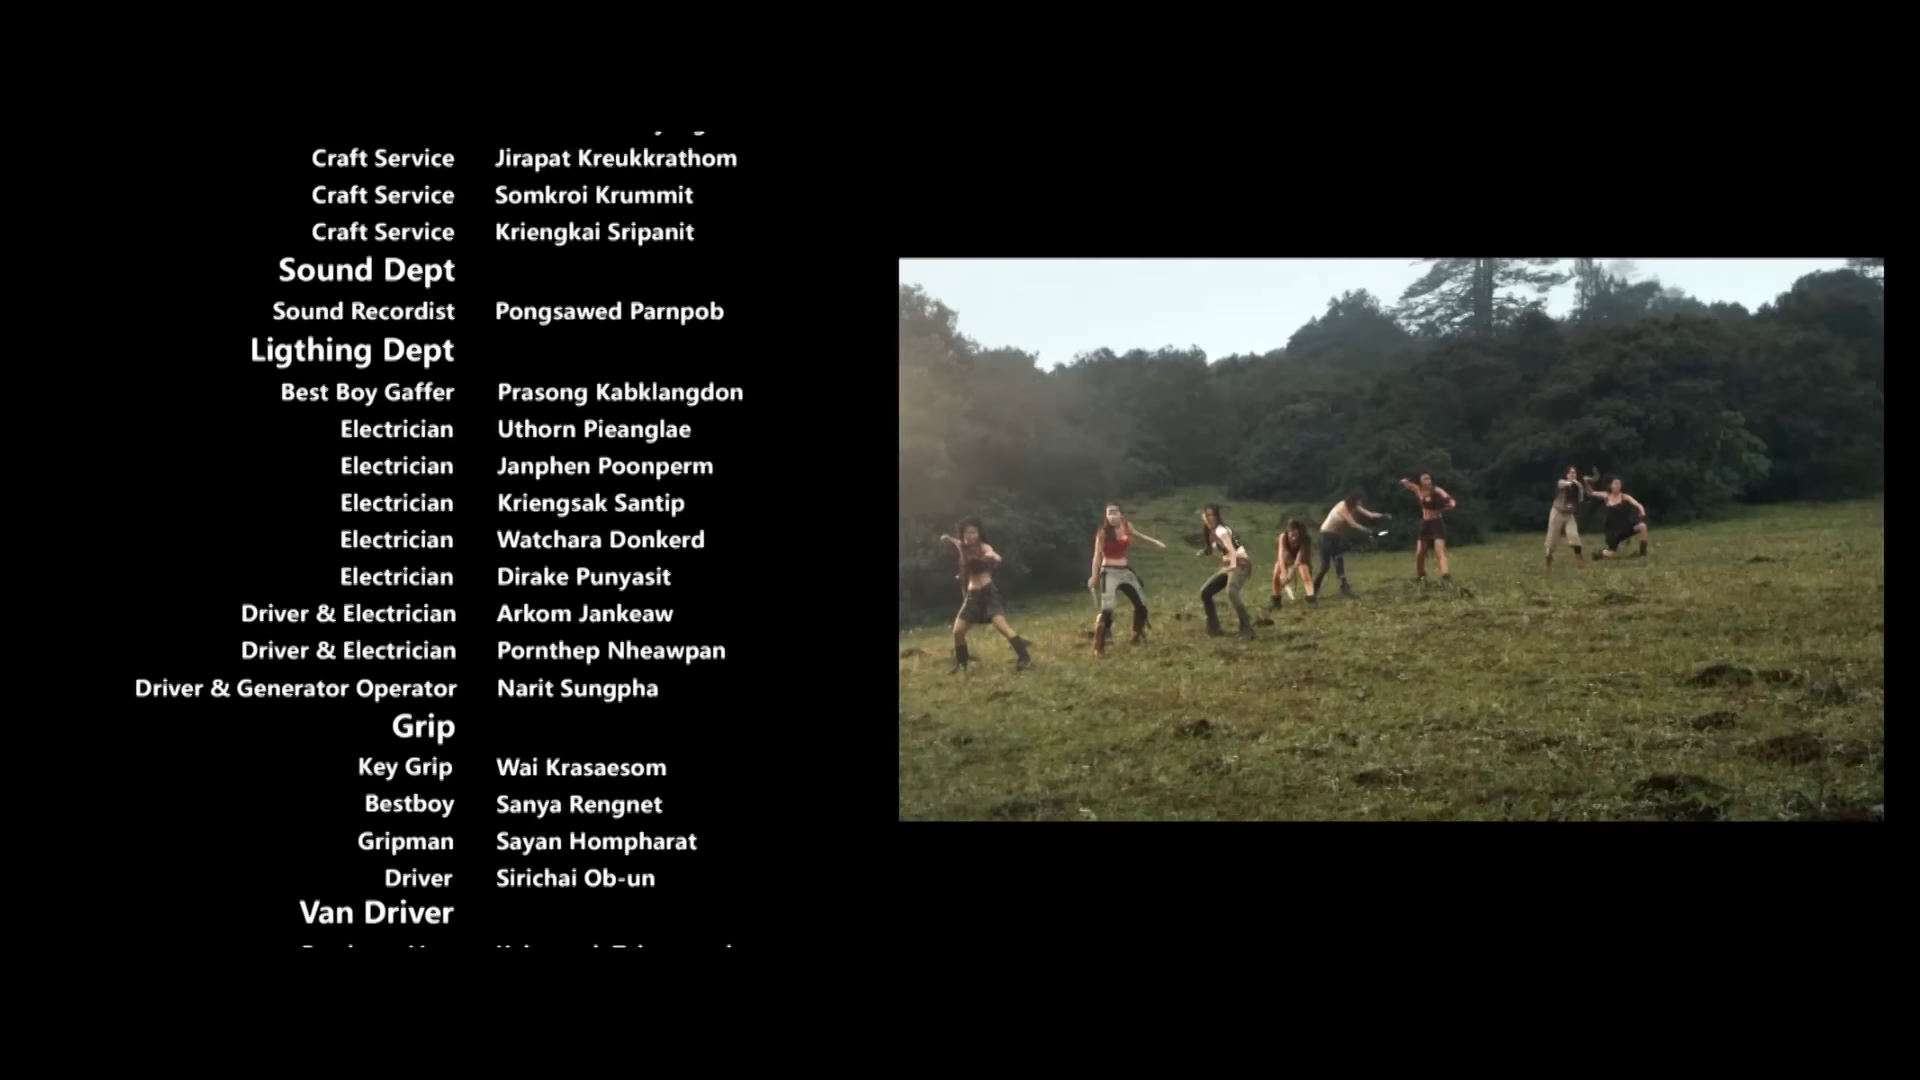 Craft Service Jirapat Kreukkrathom
Craft Service Somkroi Krummit
Craft Service Kriengkai Sripanit
Sound Dept
Sound Recordist Pongsawed Parnpob
Ligthing Dept
Best Boy Gaffer Prasong Kabklangdon
Electrician Uthorn Pieanglae
Electrician Janphen Poonperm
Electrician Kriengsak Santip
Electrician Watchara Donkerd
Electrician Dirake Punyasit
Driver & Electrician Arkom Jankeaw
Driver & Electrician Pornthep Nheawpan
Driver & Generator Operator Narit Sungpha
Grip
Key Grip Wai Krasaesom
Bestboy Sanya Rengnet
Gripman Sayan Hompharat
Driver Sirichai Ob-un
Van Driver